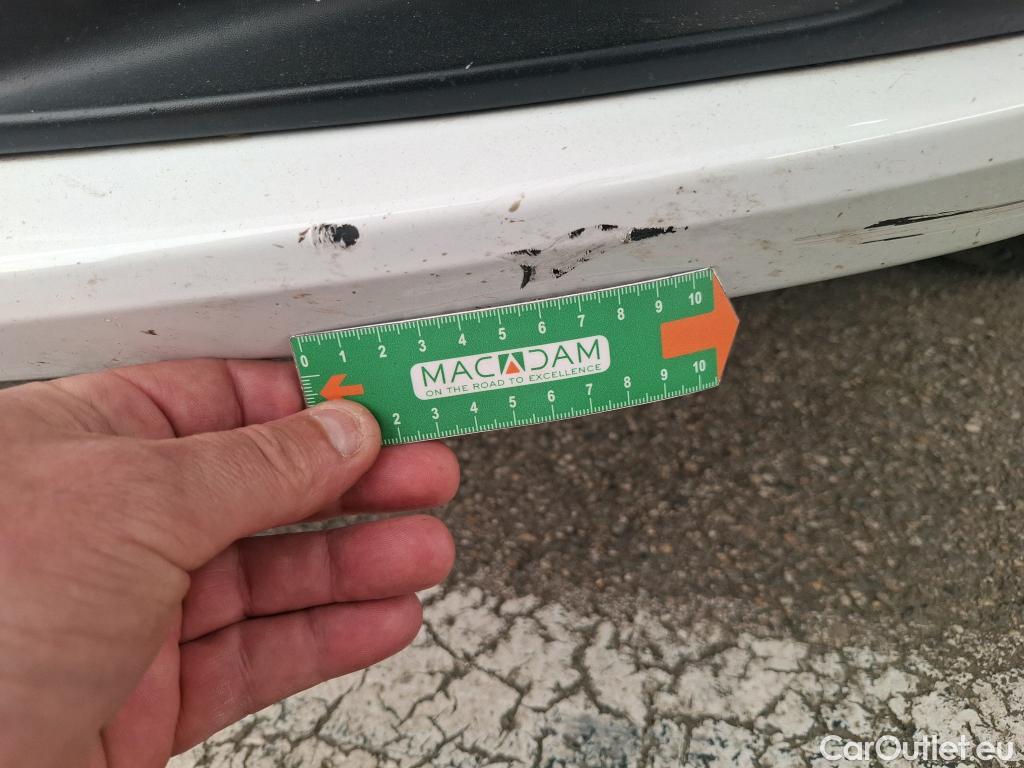 0 1 2 3 4 5 6 7 8 9 10
MACADAM
ON THE ROAD TO EXCELLENCE
2 3 4 5 6 7 8 9 10
CarOutlet.eu